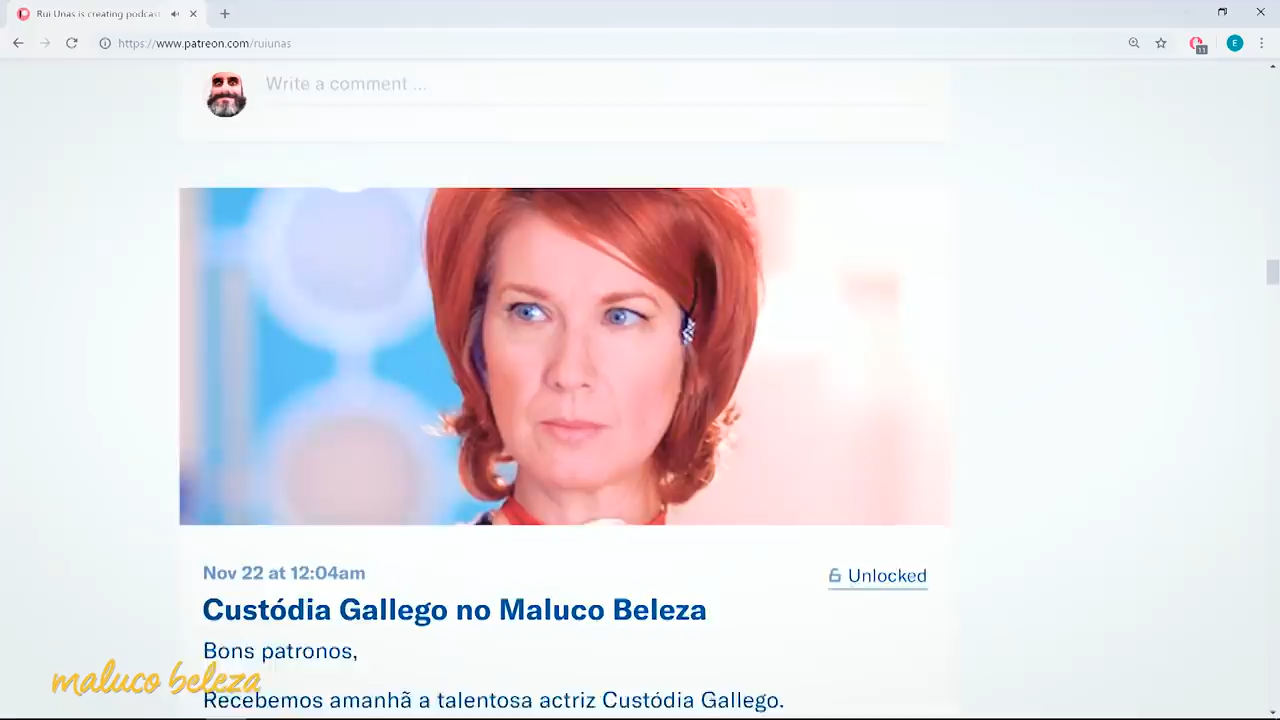 Rui Unas is creating podcast
https://www.patreon.com/ruiunas
11
E
Write a comment ...
Nov 22 at 12:04am
Unlocked
Custódia Gallego no Maluco Beleza
Bons patronos,
maluco beleza
Recebemos amanhã a talentosa actriz Custódia Gallego.